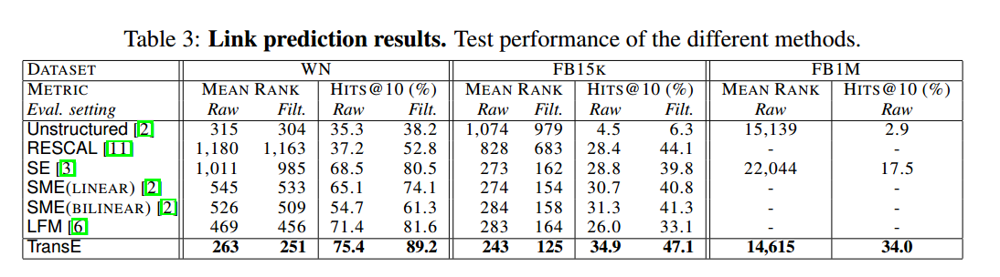 Table 3: Link prediction results. Test performance of the different methods.
DATASET WN FB15K FB1M
METRIC MEAN RANK HITS@10 (%) MEAN RANK HITS@10 (%) MEAN RANK HITS@10 (%)
Eval. setting Raw Filt. Raw Filt. Raw Filt. Raw Filt. Raw Raw
Unstructured [2] 315 304 35.3 38.2 1,074 979 4.5 6.3 15,139 2.9
RESCAL [11] 1,180 1,163 37.2 52.8 828 683 28.4 44.1 - -
SE [3] 1,011 985 68.5 80.5 273 162 28.8 39.8 22,044 17.5
SME(LINEAR) [2] 545 533 65.1 74.1 274 154 30.7 40.8 - -
SME(BILINEAR) [2] 526 509 54.7 61.3 284 158 31.3 41.3 - -
LFM [6] 469 456 71.4 81.6 283 164 26.0 33.1 - -
TransE 263 251 75.4 89.2 243 125 34.9 47.1 14,615 34.0